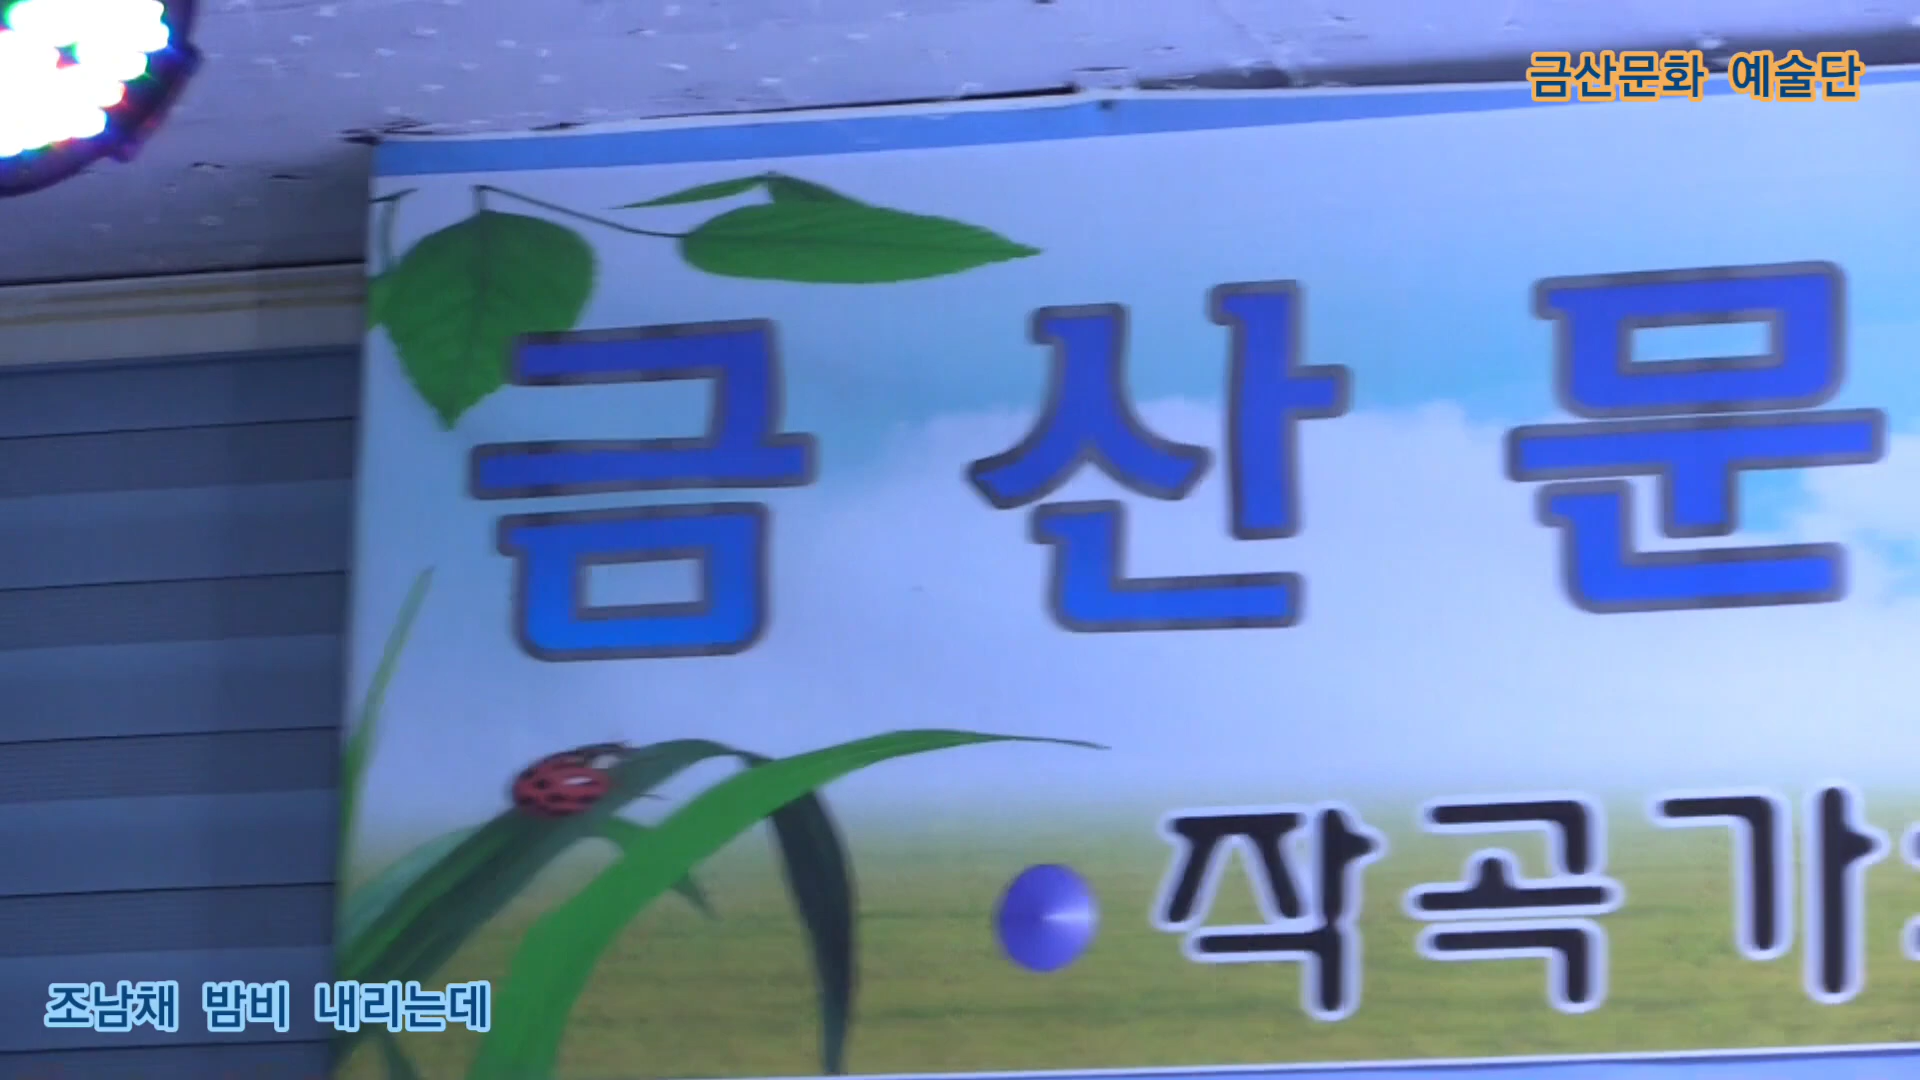 금산문화 예술단
금 산 문
작곡가
조남채 밤비 내리는데